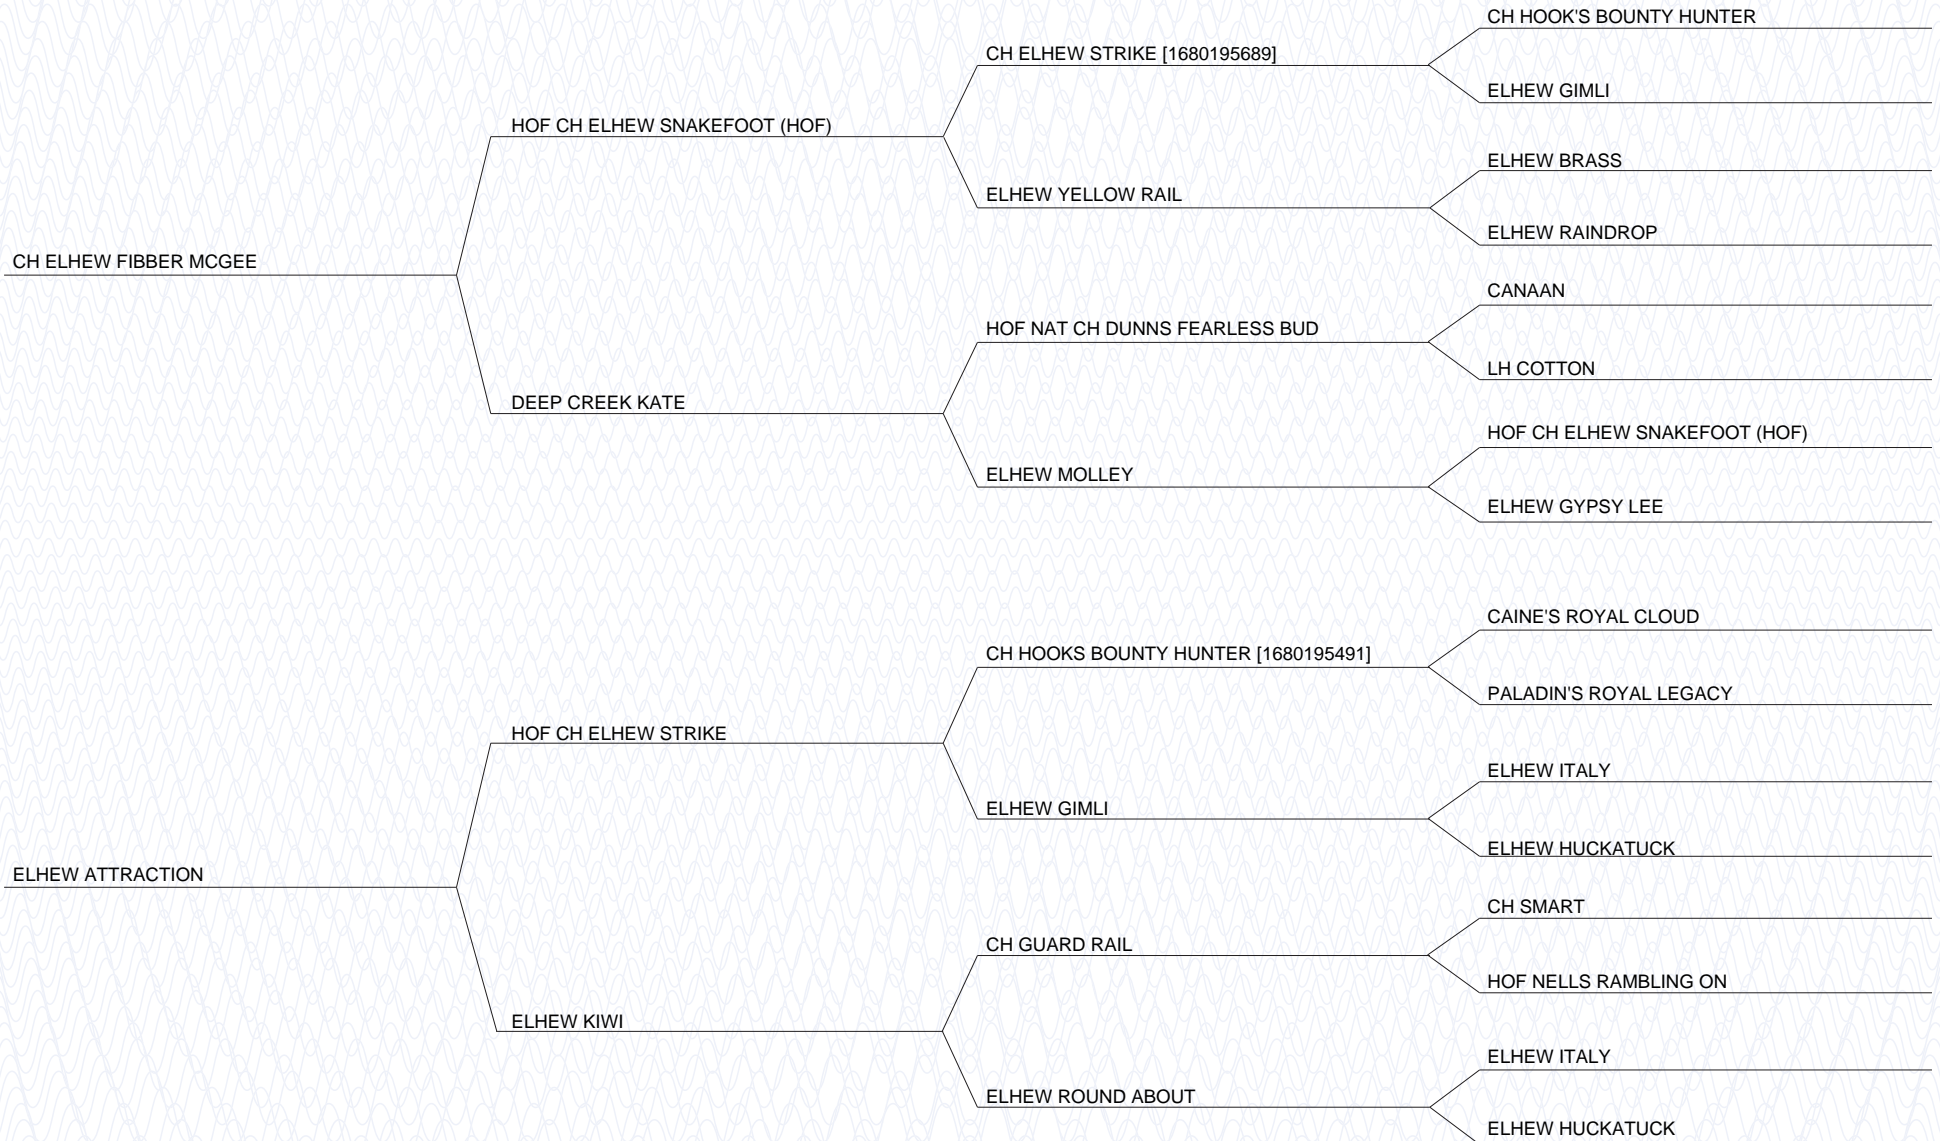 CH HOOK'S BOUNTY HUNTER
CH ELHEW STRIKE [1680195689]
ELHEW GIMLI
HOF CH ELHEW SNAKEFOOT (HOF)
ELHEW BRASS
ELHEW YELLOW RAIL
ELHEW RAINDROP
CH ELHEW FIBBER MCGEE
CANAAN
HOF NAT CH DUNNS FEARLESS BUD
LH COTTON
DEEP CREEK KATE
HOF CH ELHEW SNAKEFOOT (HOF)
ELHEW MOLLEY
ELHEW GYPSY LEE
CAINE'S ROYAL CLOUD
CH HOOKS BOUNTY HUNTER [1680195491]
PALADIN'S ROYAL LEGACY
HOF CH ELHEW STRIKE
ELHEW ITALY
ELHEW GIMLI
ELHEW HUCKATUCK
ELHEW ATTRACTION
CH SMART
CH GUARD RAIL
HOF NELLS RAMBLING ON
ELHEW KIWI
ELHEW ITALY
ELHEW ROUND ABOUT
ELHEW HUCKATUCK